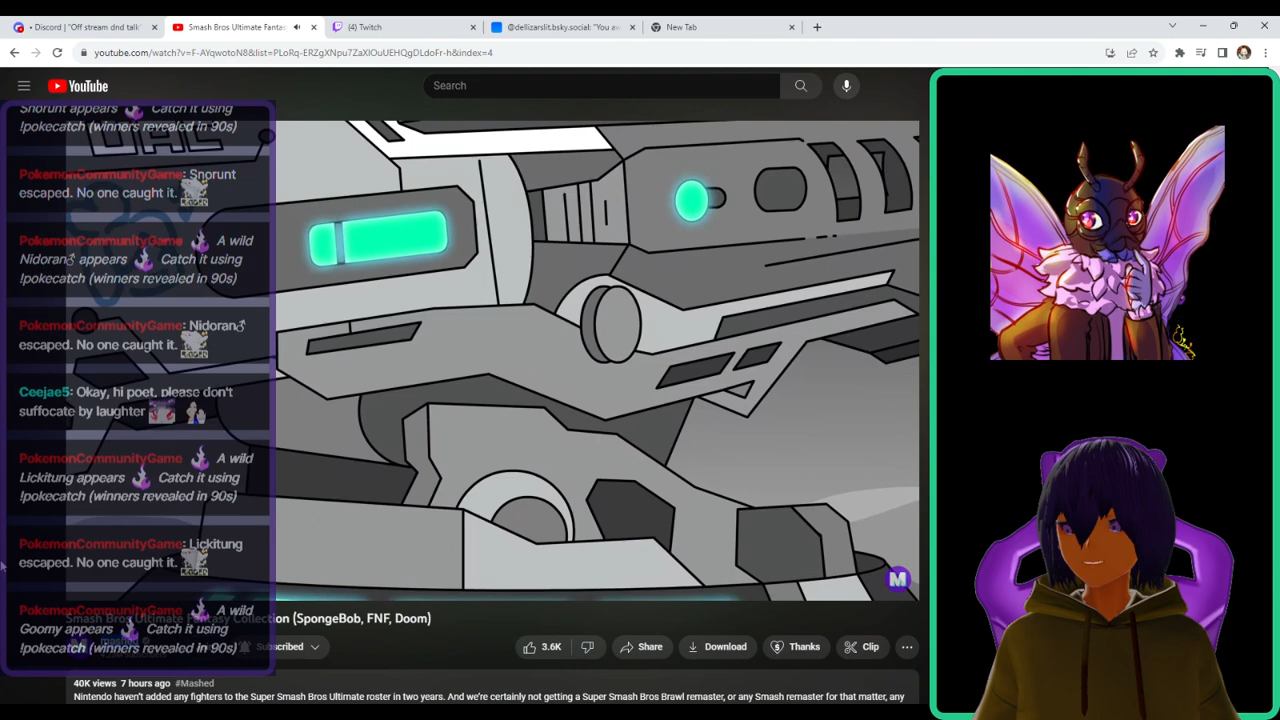 • Discord | "Off stream dnd talk"
Smash Bros Ultimate Fanta
(4) Twitch
@dellizarslit.bsky.social: "You aw
New Tab
youtube.com/watch?v=F-AYqwotoN8&list=PLoRq-ERZgXNpu7ZaXlOuUEHQgDLdoFr-h&index=4
YouTube
Search
Snorunt appears Catch it using
!pokecatch (winners revealed in 90s)
PokemonCommunityGame: Snorunt
escaped. No one caught it.
PokemonCommunityGame A wild
Nidoran♂ appears Catch it using
!pokecatch (winners revealed in 90s)
PokemonCommunityGame: Nidoran♂
escaped. No one caught it.
Ceejae5: Okay, hi poet, please don't
suffocate by laughter
PokemonCommunityGame A wild
Lickitung appears Catch it using
!pokecatch (winners revealed in 90s)
PokemonCommunityGame: Lickitung
escaped. No one caught it.
PokemonCommunityGame A wild
Goomy appears Catch it using
!pokecatch (winners revealed in 90s)
M
Smash Bros Ultimate Fantasy Collection (SpongeBob, FNF, Doom)
Subscribed
3.6K
Share
Download
Thanks
Clip
40K views 7 hours ago #Mashed
Nintendo haven't added any fighters to the Super Smash Bros Ultimate roster in two years. And we're certainly not getting a Super Smash Bros Brawl remaster, or any Smash remaster for that matter, any